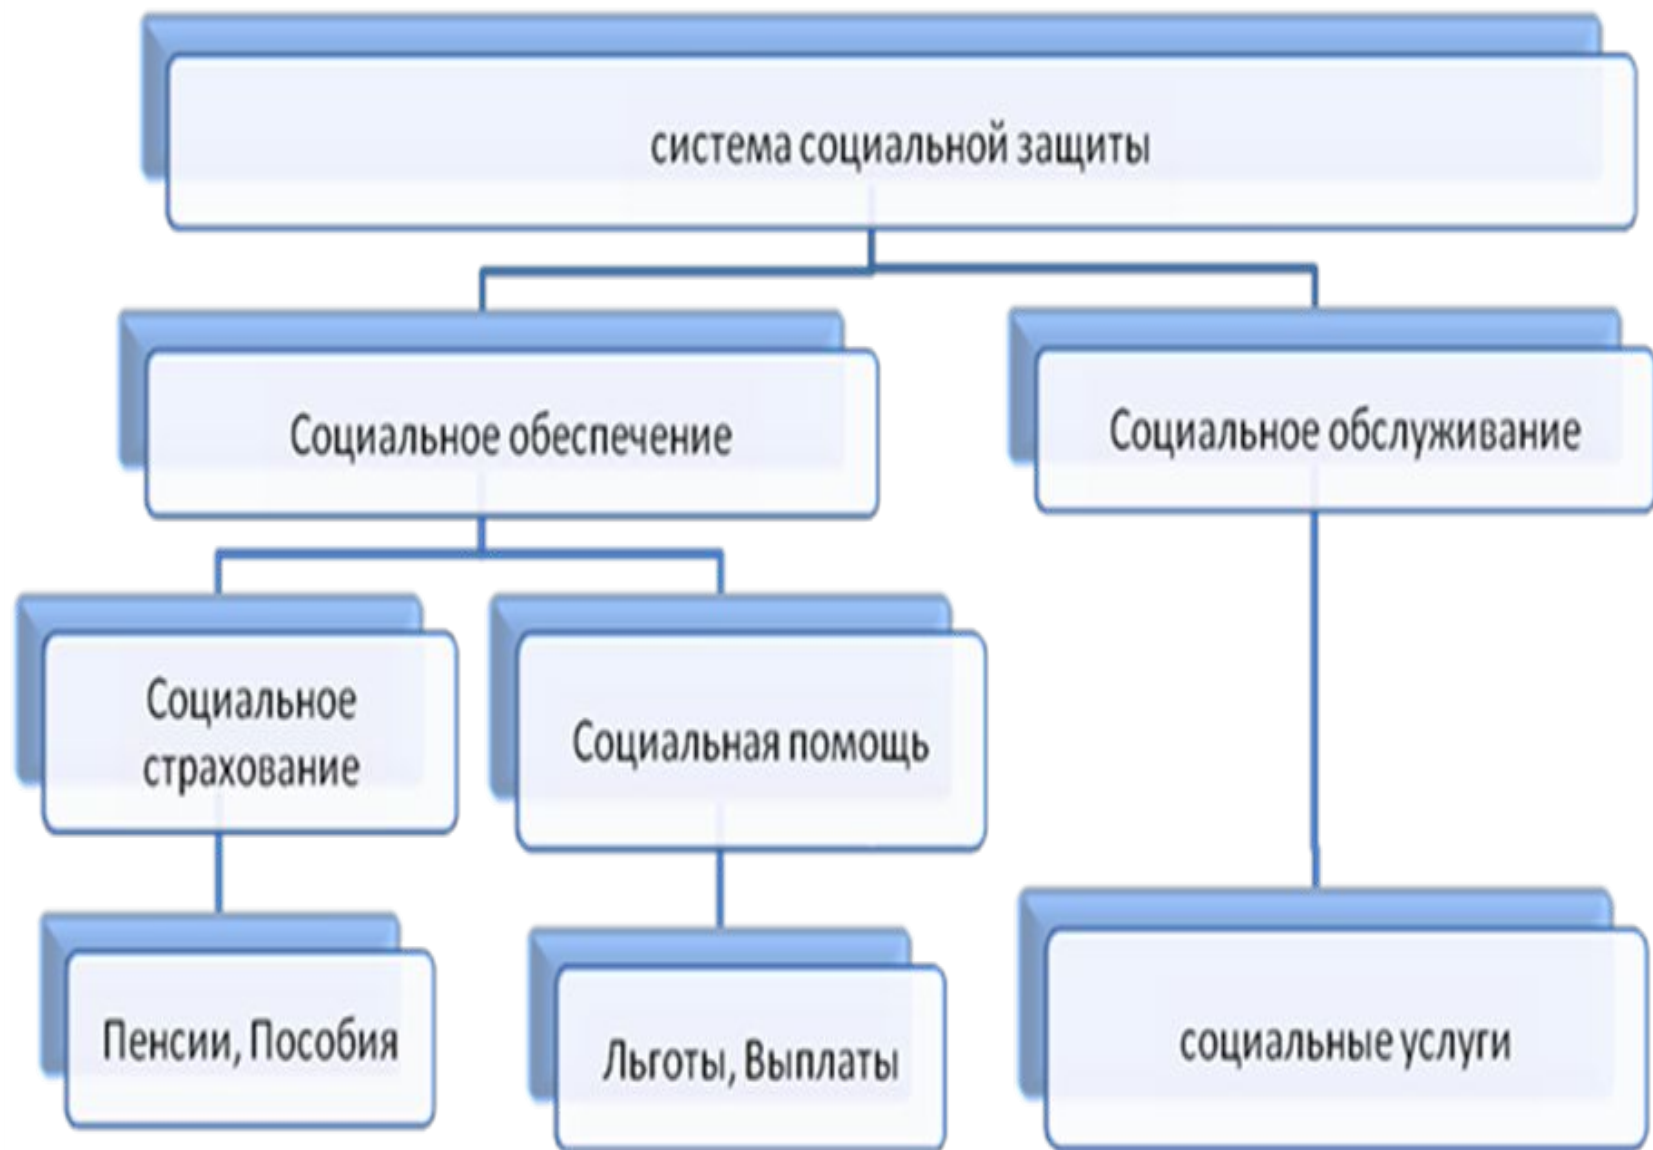 система социальной защиты
Социальное обеспечение
Социальное обслуживание
Социальное
страхование
Социальная помощь
Пенсии, Пособия
Льготы, Выплаты
социальные услуги